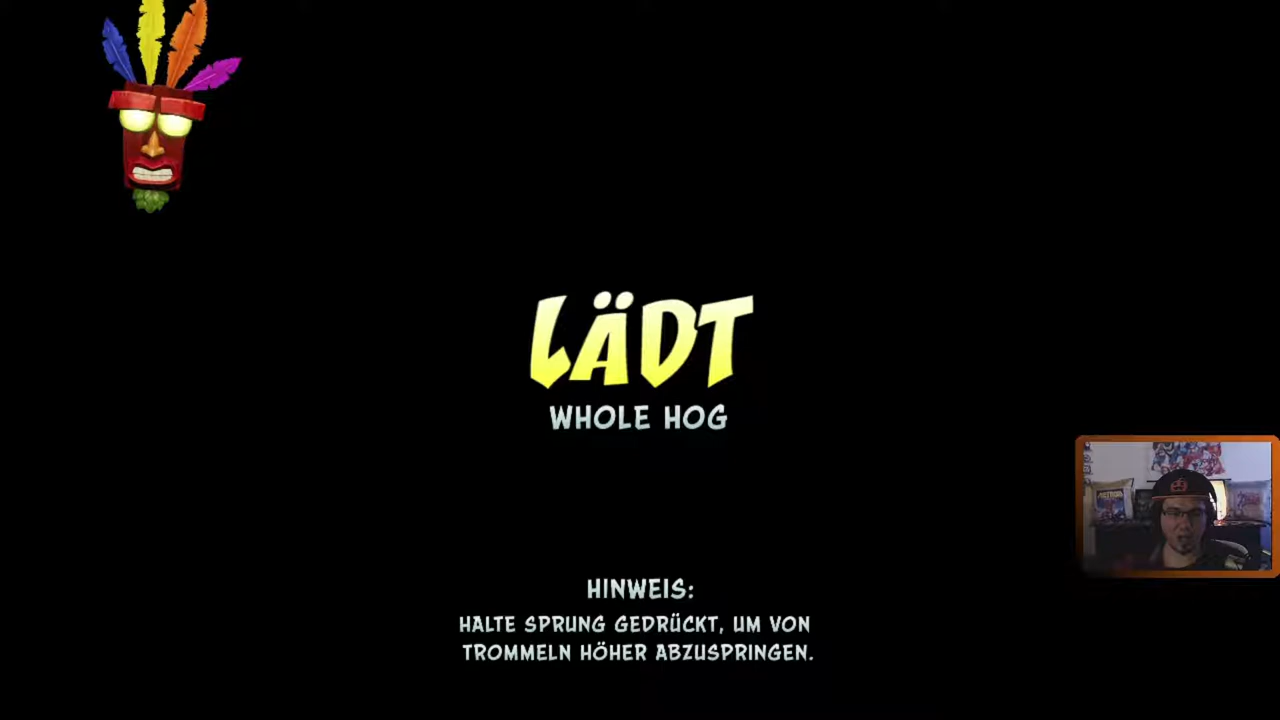 LÄDT
WHOLE HOG
HINWEIS:
HALTE SPRUNG GEDRÜCKT, UM VON
TROMMELN HÖHER ABZUSPRINGEN.